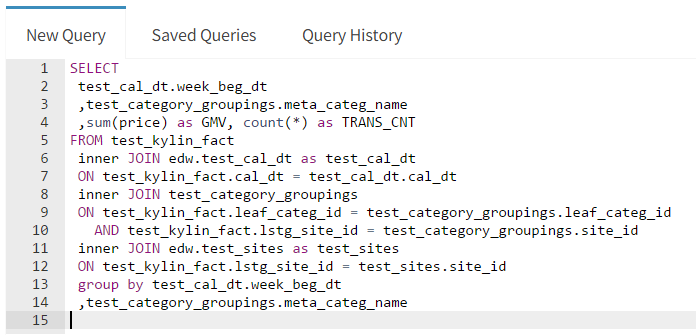 New Query Saved Queries Query History
1 SELECT
2 test_cal_dt.week_beg_dt
3 ,test_category_groupings.meta_categ_name
4 ,sum(price) as GMV, count(*) as TRANS_CNT
5 FROM test_kylin_fact
6 inner JOIN edw.test_cal_dt as test_cal_dt
7 ON test_kylin_fact.cal_dt = test_cal_dt.cal_dt
8 inner JOIN test_category_groupings
9 ON test_kylin_fact.leaf_categ_id = test_category_groupings.leaf_categ_id
10 AND test_kylin_fact.lstg_site_id = test_category_groupings.site_id
11 inner JOIN edw.test_sites as test_sites
12 ON test_kylin_fact.lstg_site_id = test_sites.site_id
13 group by test_cal_dt.week_beg_dt
14 ,test_category_groupings.meta_categ_name
15